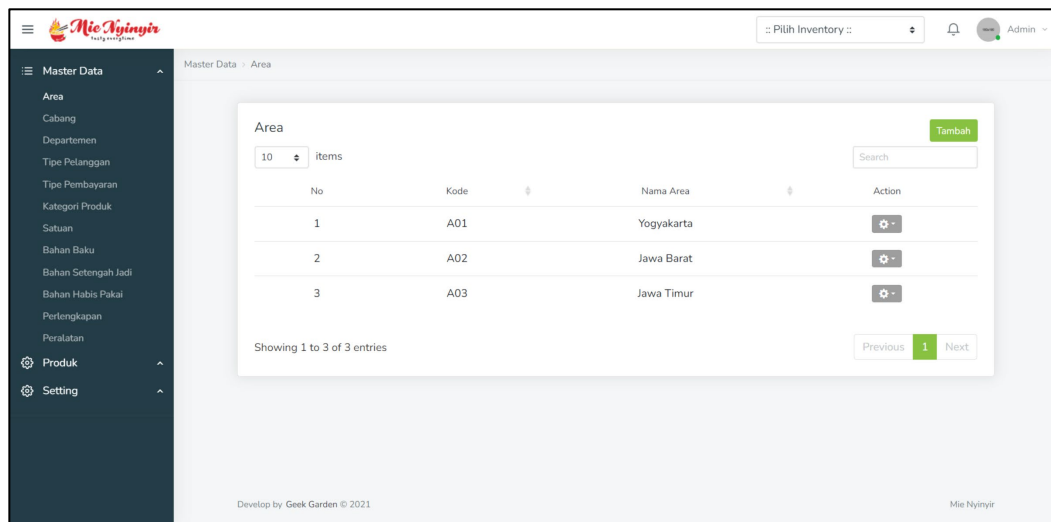 Mie Nyinyir
tasty everytime
:: Pilih Inventory ::
Admin
Master Data
Area
Cabang
Departemen
Tipe Pelanggan
Tipe Pembayaran
Kategori Produk
Satuan
Bahan Baku
Bahan Setengah Jadi
Bahan Habis Pakai
Perlengkapan
Peralatan
Produk
Setting
Master Data > Area
Area
Tambah
10 items
Search
No Kode Nama Area Action
1 A01 Yogyakarta
2 A02 Jawa Barat
3 A03 Jawa Timur
Showing 1 to 3 of 3 entries
Previous 1 Next
Develop by Geek Garden © 2021
Mie Nyinyir